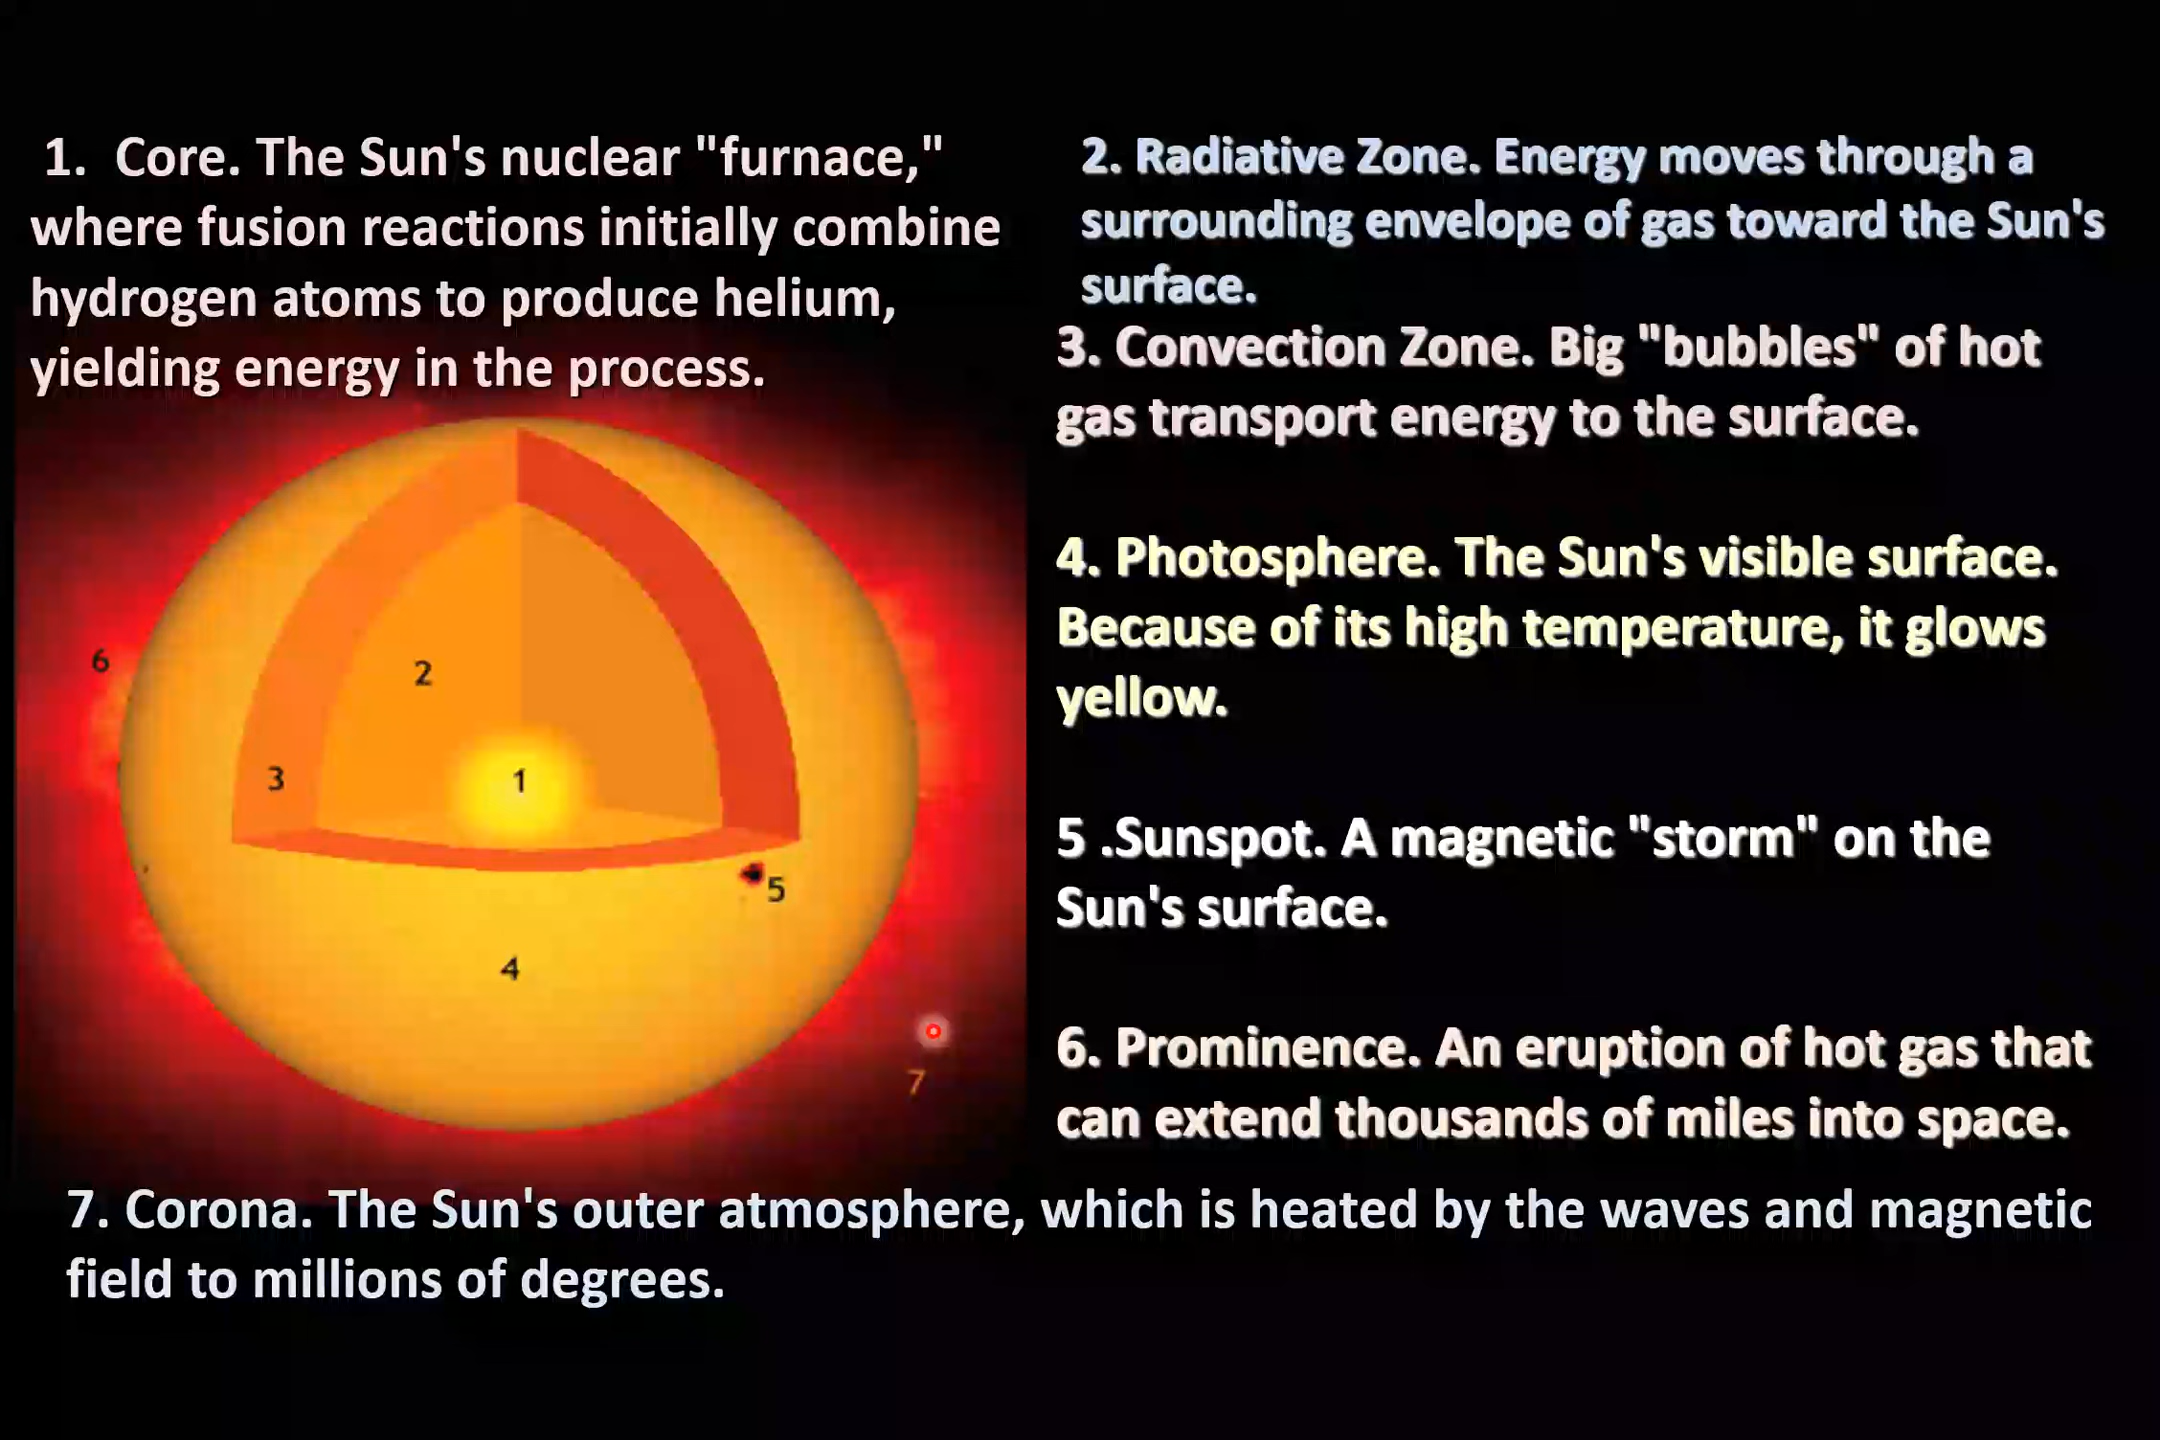 1. Core. The Sun's nuclear "furnace,"
where fusion reactions initially combine
hydrogen atoms to produce helium,
yielding energy in the process.
2. Radiative Zone. Energy moves through a
surrounding envelope of gas toward the Sun's
surface.
3. Convection Zone. Big "bubbles" of hot
gas transport energy to the surface.
4. Photosphere. The Sun's visible surface.
Because of its high temperature, it glows
yellow.
5 .Sunspot. A magnetic "storm" on the
Sun's surface.
6. Prominence. An eruption of hot gas that
can extend thousands of miles into space.
6
2
3
1
5
4
7
7. Corona. The Sun's outer atmosphere, which is heated by the waves and magnetic
field to millions of degrees.